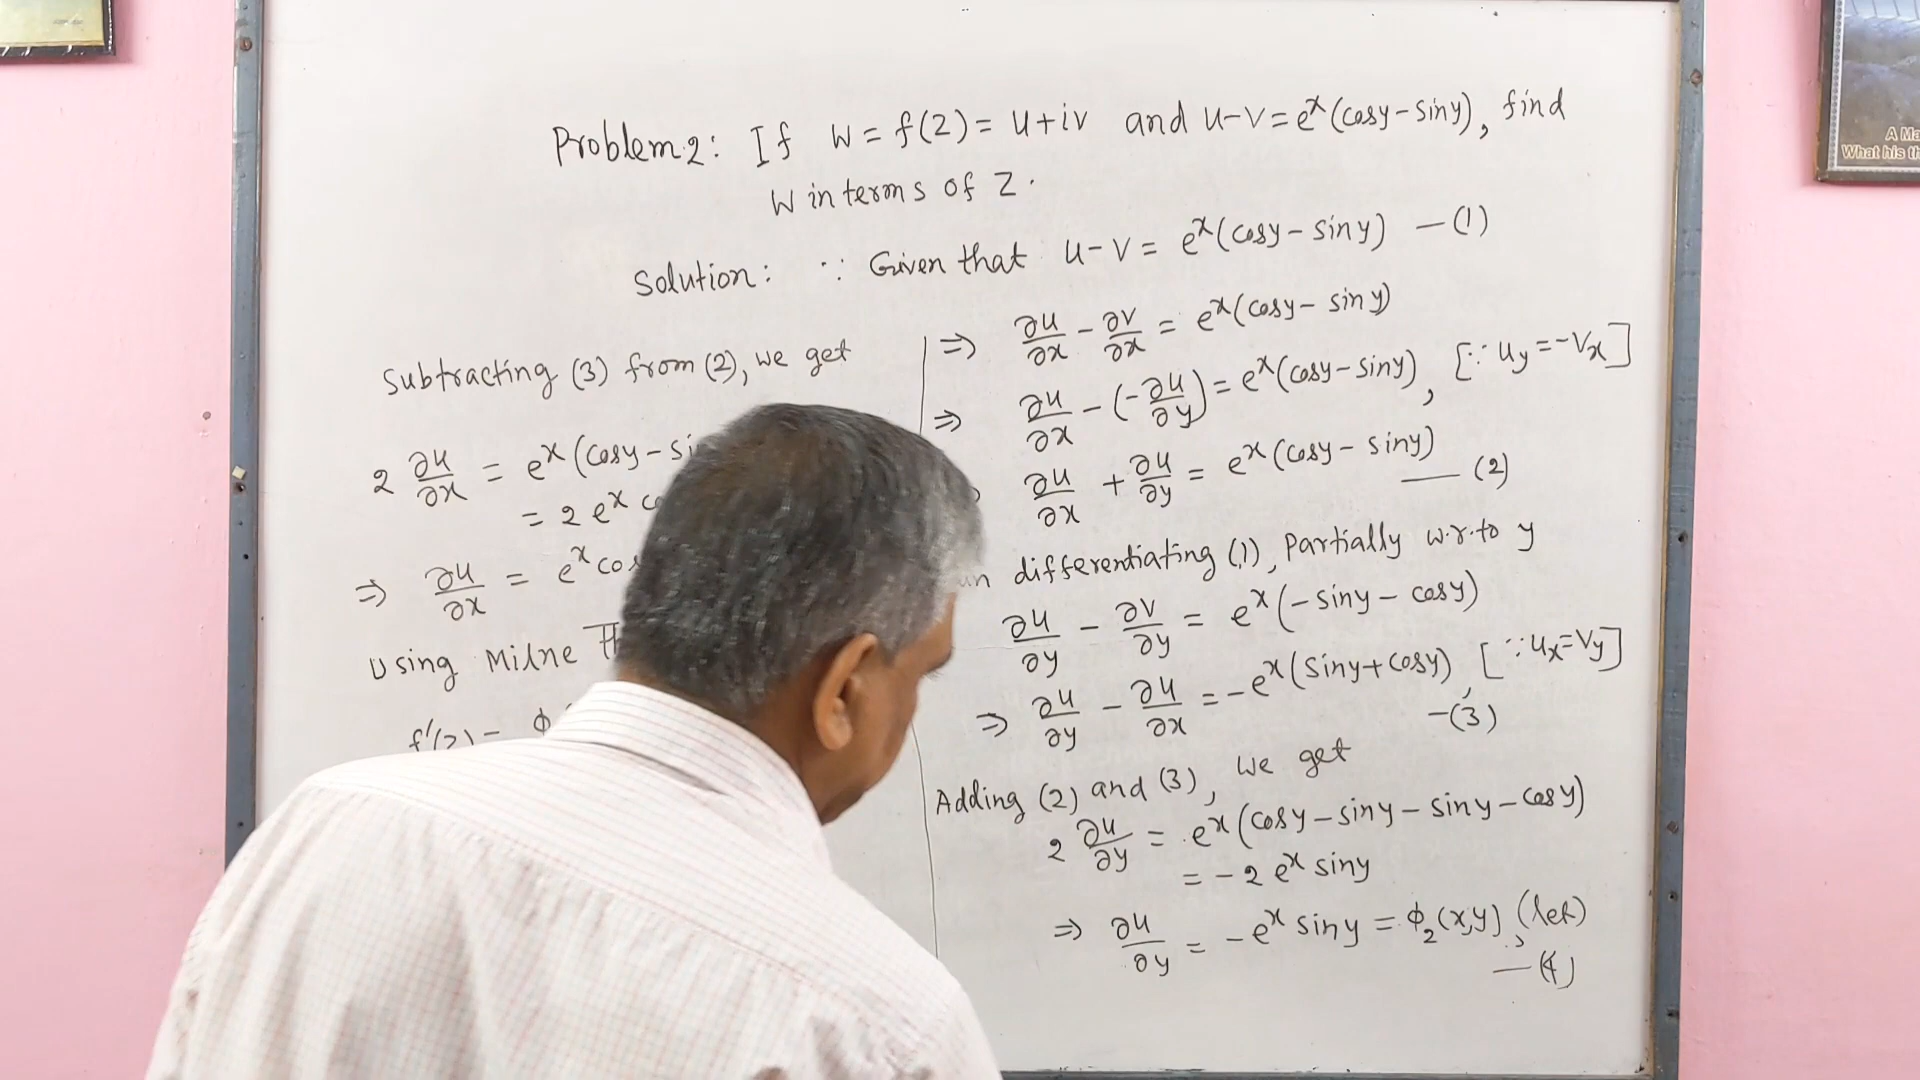 Problem 2: If W = f(z) = u+iv and u-v = e^x(cosy-siny), find
W in terms of Z.
Solution: ∵ Given that u-v = e^x(cosy-siny) —(1)
⇒ ∂u/∂x - ∂v/∂x = e^x(cosy-siny)
⇒ ∂u/∂x - (-∂u/∂y) = e^x(cosy-siny), [∵ u_y = -v_x]
∂u/∂x + ∂u/∂y = e^x(cosy-siny) —(2)
differentiating (1), Partially w.r.to y
∂u/∂y - ∂v/∂y = e^x(-siny-cosy)
⇒ ∂u/∂y - ∂u/∂x = -e^x(siny+cosy), [∵ u_x = v_y]
-(3)
Adding (2) and (3), we get
2 ∂u/∂y = e^x(cosy-siny-siny-cosy)
= -2 e^x siny
⇒ ∂u/∂y = -e^x siny = ϕ_2(x,y), (let)
—(4)
Subtracting (3) from (2), we get
2 ∂u/∂x = e^x(cosy-
= 2 e^x
⇒ ∂u/∂x = e^x
Using Milne
f'(z) = ϕ
A
What his